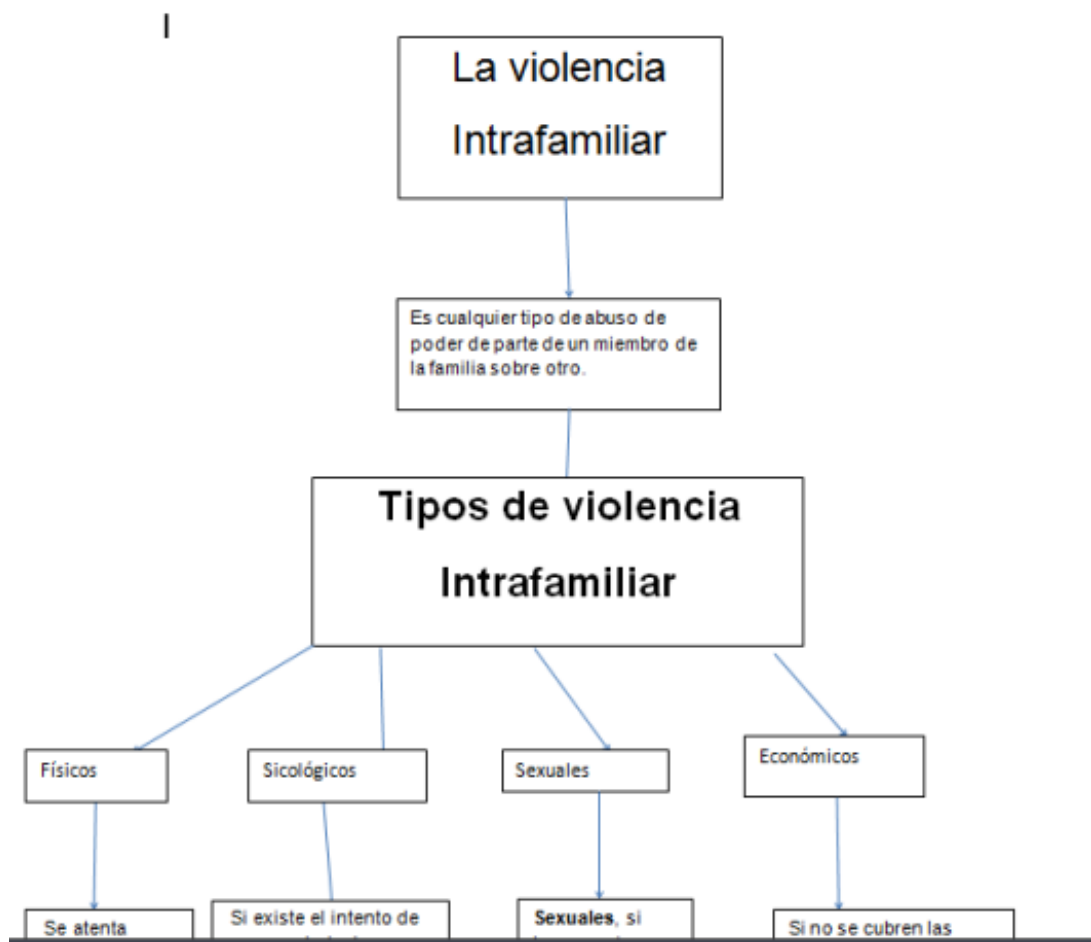 La violencia
Intrafamiliar
Es cualquier tipo de abuso de
poder de parte de un miembro de
la familia sobre otro.
Tipos de violencia
Intrafamiliar
Físicos
Sicológicos
Sexuales
Económicos
Se atenta
Si existe el intento de
Sexuales, si
Si no se cubren las